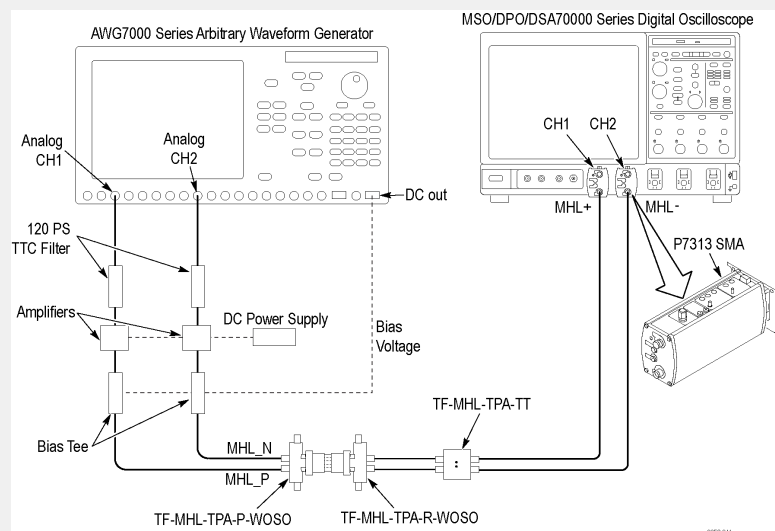 MSO/DPO/DSA70000 Series Digital Oscilloscope
AWG7000 Series Arbitrary Waveform Generator
Analog
CH1
Analog
CH2
CH1
CH2
DC out
MHL+
MHL-
120 PS
TTC Filter
P7313 SMA
Amplifiers
DC Power Supply
Bias
Voltage
TF-MHL-TPA-TT
Bias Tee
MHL_N
MHL_P
TF-MHL-TPA-P-WOSO
TF-MHL-TPA-R-WOSO